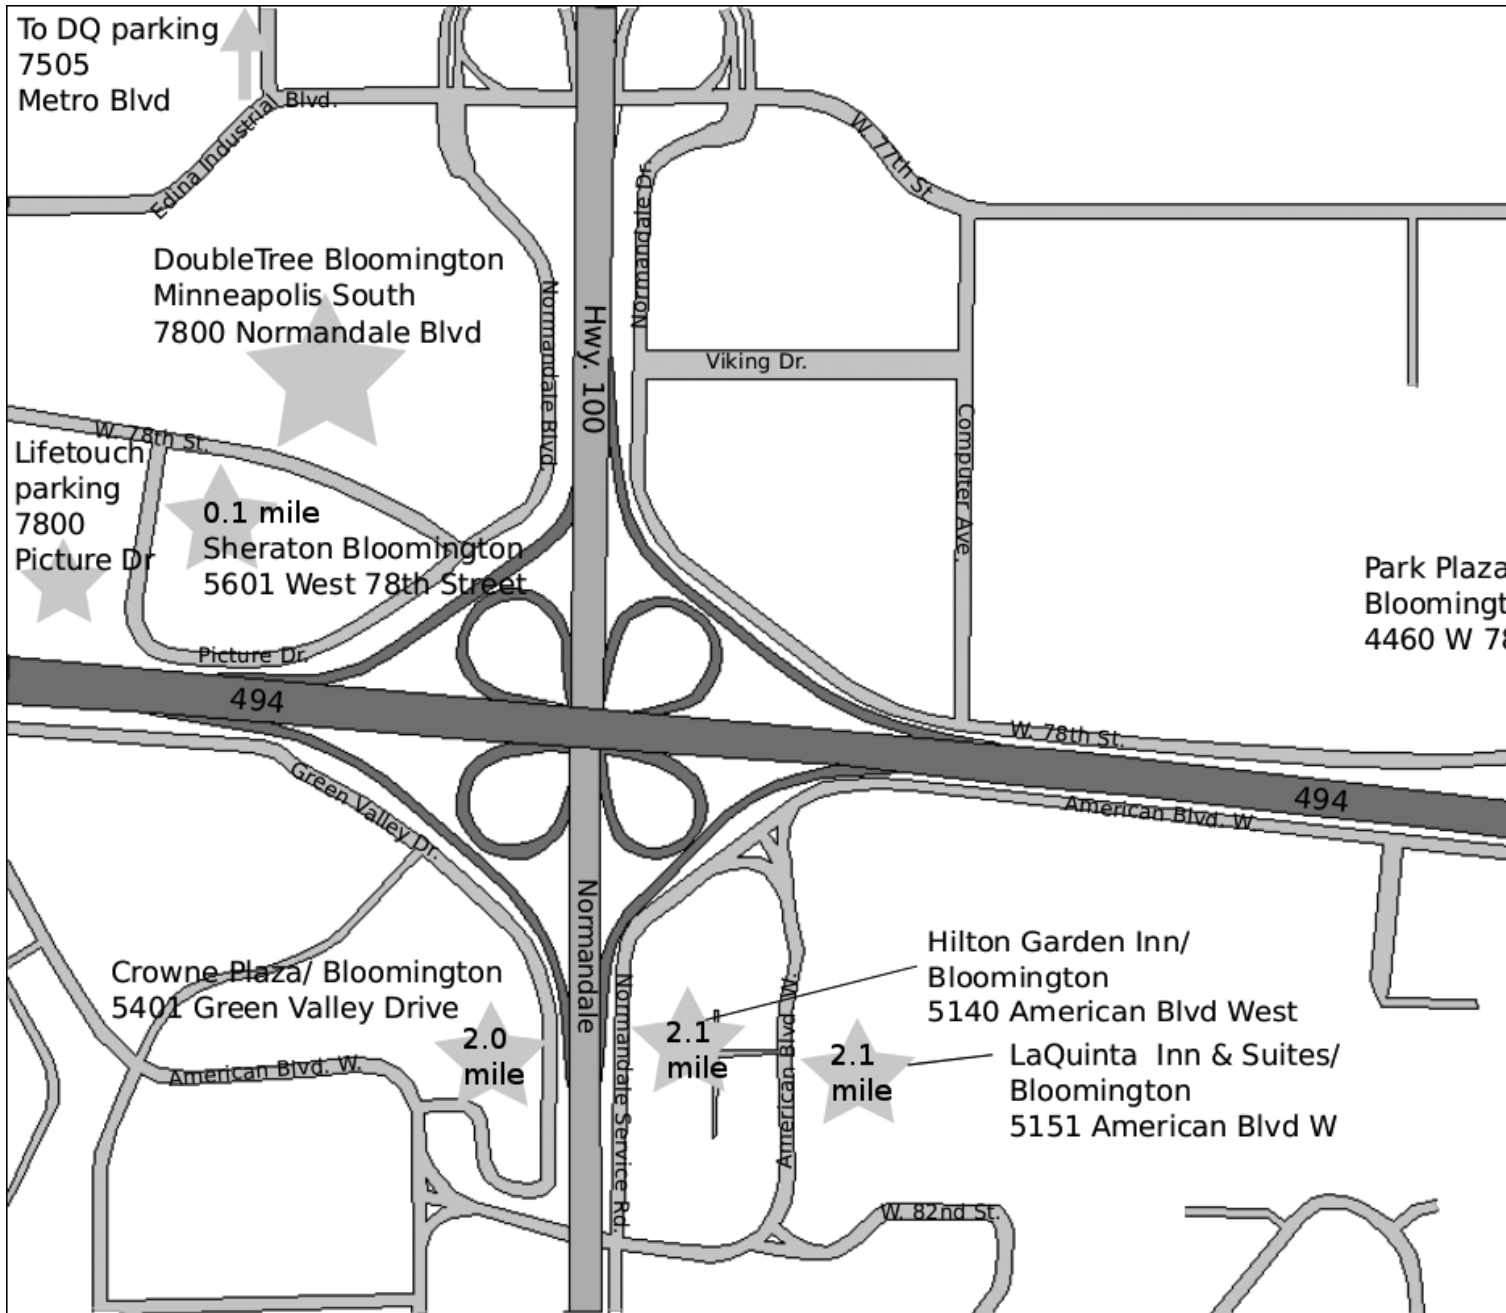 To DQ parking
7505
Metro Blvd
Edina Industrial Blvd.
W. 77th St.
Normandale Dr.
DoubleTree Bloomington
Minneapolis South
7800 Normandale Blvd
Normandale Blvd
Hwy. 100
Viking Dr.
Computer Ave.
W. 78th St.
Lifetouch
parking
7800
Picture Dr
0.1 mile
Sheraton Bloomington
5601 West 78th Street
Park Plaza
Bloomingt
4460 W 78
Picture Dr.
494
W. 78th St.
494
American Blvd. W.
Green Valley Dr.
Normandale
Crowne Plaza/ Bloomington
5401 Green Valley Drive
2.0
mile
Normandale Service Rd.
2.1
mile
American Blvd. W.
Hilton Garden Inn/
Bloomington
5140 American Blvd West
2.1
mile
LaQuinta  Inn & Suites/
Bloomington
5151 American Blvd W
American Blvd. W.
W. 82nd St.